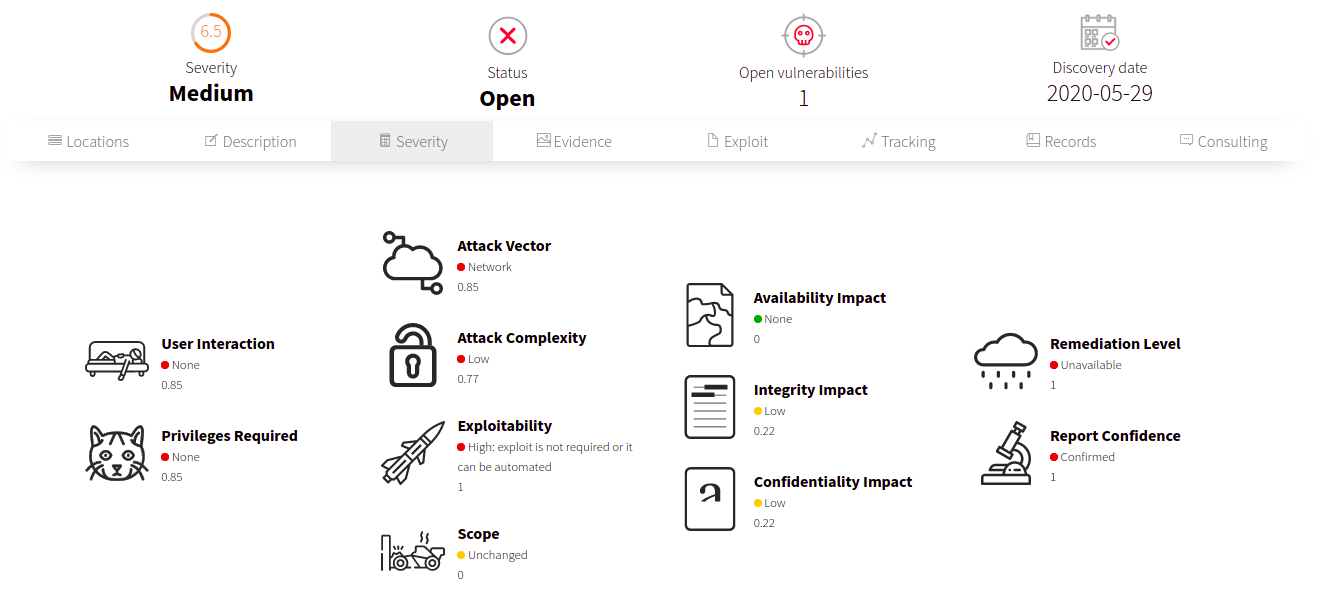 6.5
Severity
Medium
Status
Open
Open vulnerabilities
1
Discovery date
2020-05-29
Locations
Description
Severity
Evidence
Exploit
Tracking
Records
Consulting
User Interaction
None
0.85
Privileges Required
None
0.85
Attack Vector
Network
0.85
Attack Complexity
Low
0.77
Exploitability
High: exploit is not required or it
can be automated
1
Scope
Unchanged
0
Availability Impact
None
0
Integrity Impact
Low
0.22
Confidentiality Impact
Low
0.22
Remediation Level
Unavailable
1
Report Confidence
Confirmed
1